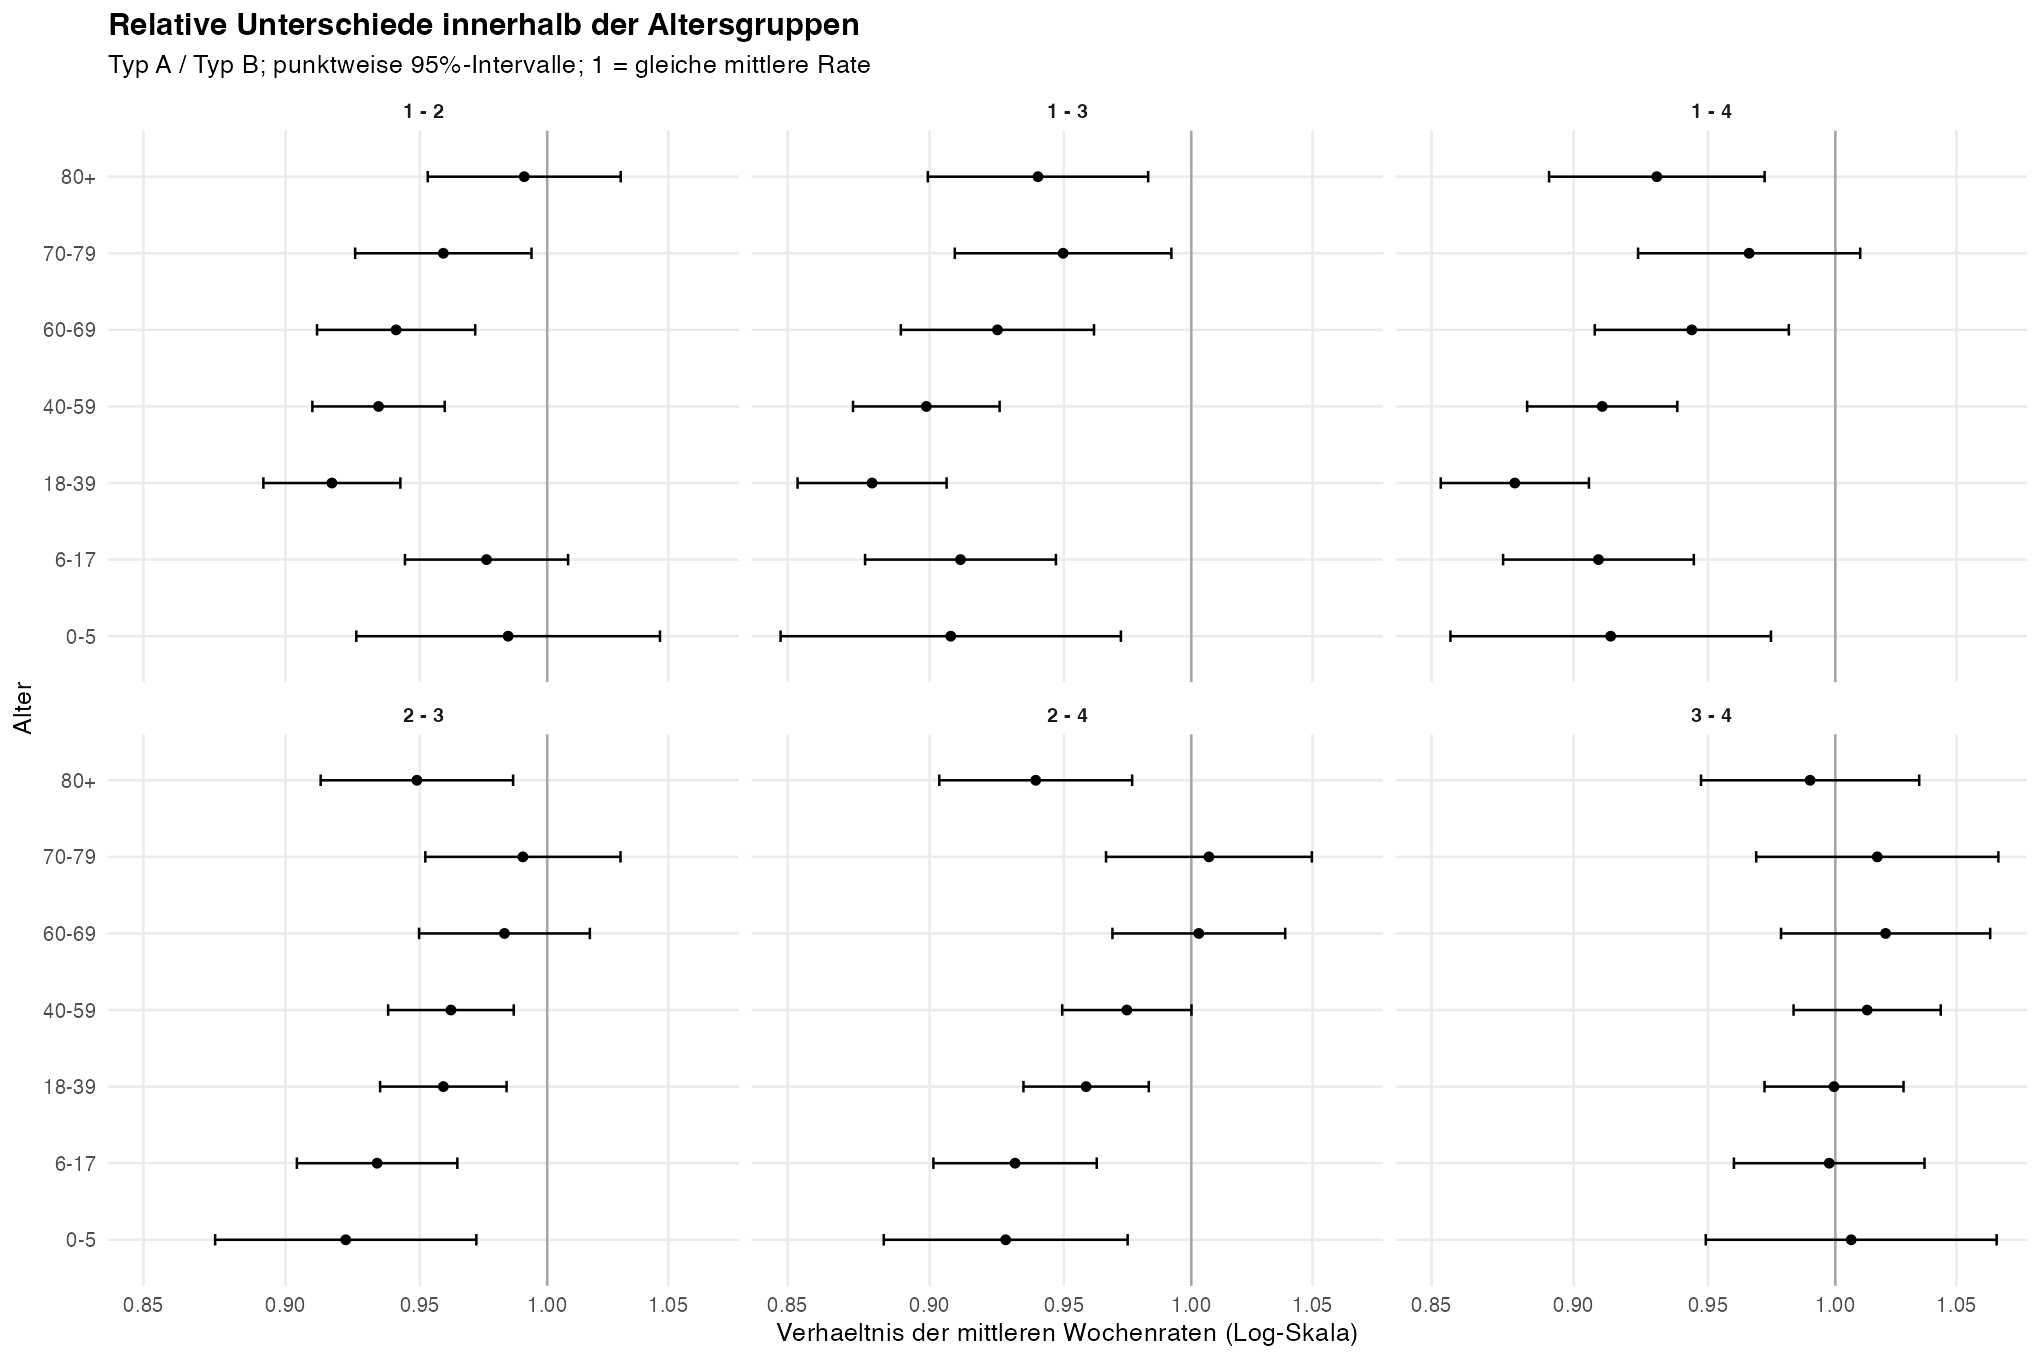 Relative Unterschiede innerhalb der Altersgruppen
Typ A / Typ B; punktweise 95%-Intervalle; 1 = gleiche mittlere Rate
1 - 2
1 - 3
1 - 4
80+
70-79
60-69
40-59
18-39
6-17
0-5
Alter
2 - 3
2 - 4
3 - 4
80+
70-79
60-69
40-59
18-39
6-17
0-5
0.85 0.90 0.95 1.00 1.05
0.85 0.90 0.95 1.00 1.05
0.85 0.90 0.95 1.00 1.05
Verhaeltnis der mittleren Wochenraten (Log-Skala)